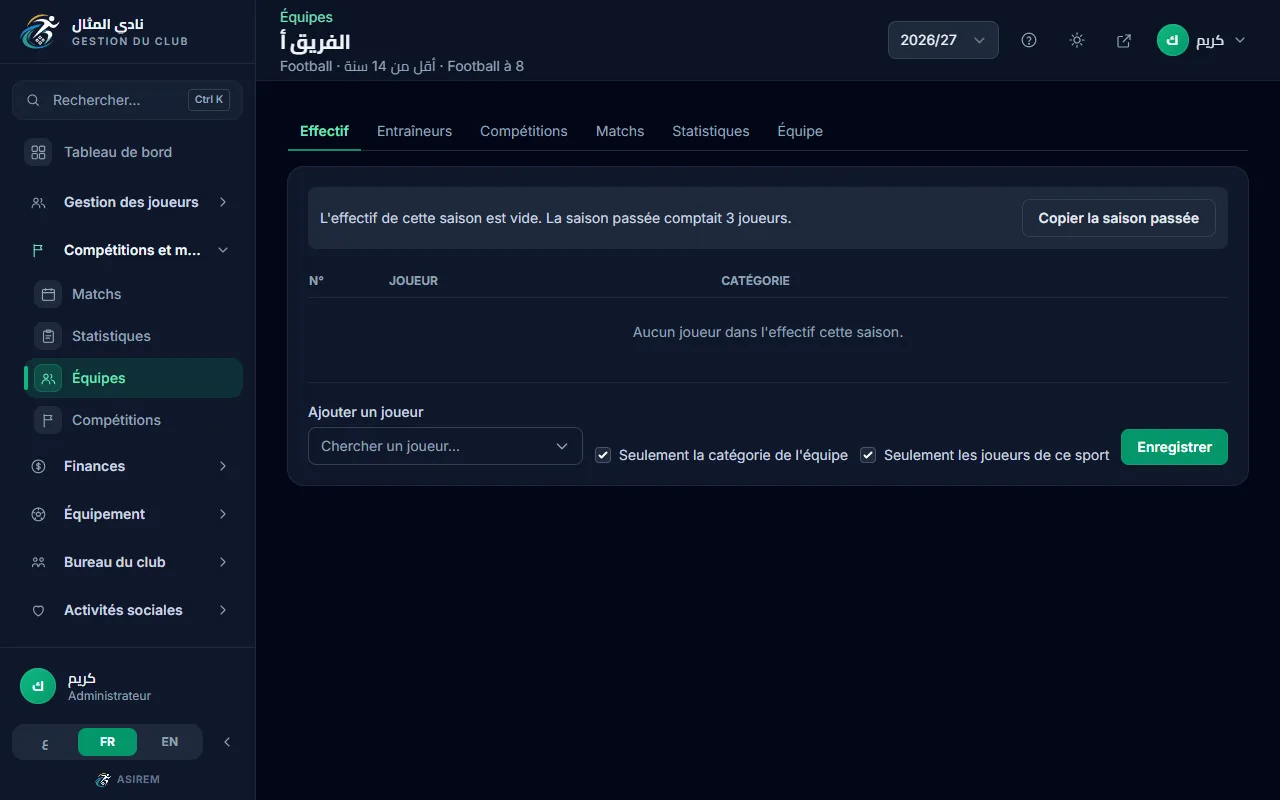 نادي المثال
GESTION DU CLUB
Rechercher...
Ctrl K
Tableau de bord
Gestion des joueurs
Compétitions et m...
Matchs
Statistiques
Équipes
Compétitions
Finances
Équipement
Bureau du club
Activités sociales
ك
كريم
Administrateur
ع
FR
EN
ASIREM
Équipes
الفريق أ
Football · أقل من 14 سنة · Football à 8
2026/27
ك
كريم
Effectif
Entraîneurs
Compétitions
Matchs
Statistiques
Équipe
L'effectif de cette saison est vide. La saison passée comptait 3 joueurs.
Copier la saison passée
N°
JOUEUR
CATÉGORIE
Aucun joueur dans l'effectif cette saison.
Ajouter un joueur
Chercher un joueur...
Seulement la catégorie de l'équipe
Seulement les joueurs de ce sport
Enregistrer